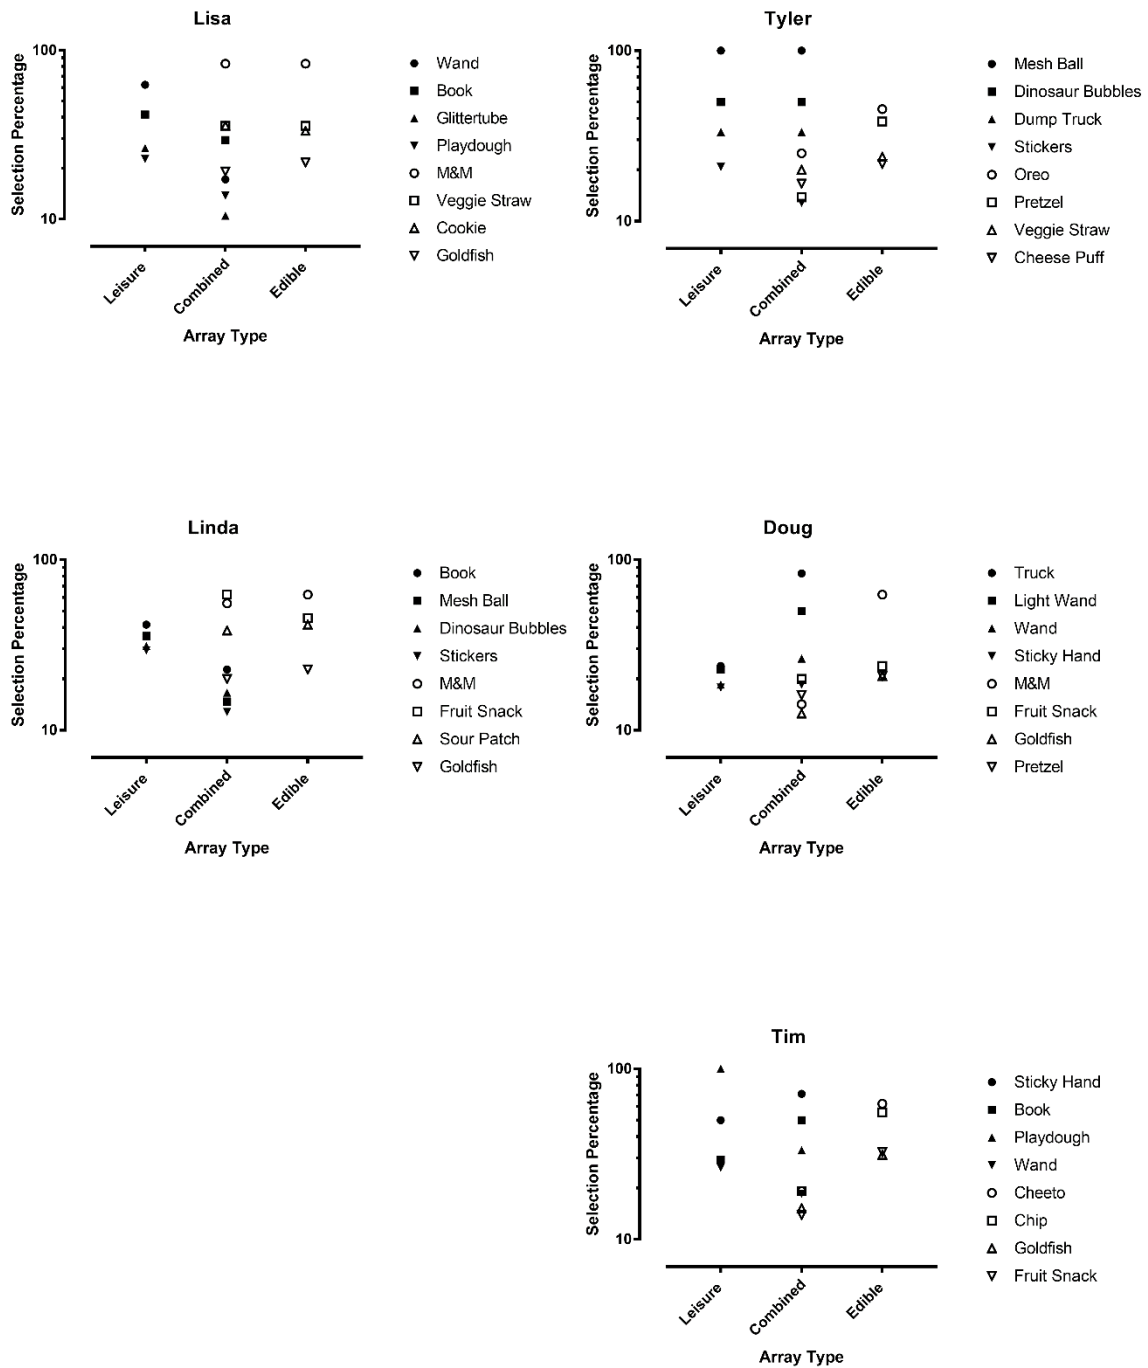 Lisa
100
10
Selection Percentage
Leisure
Combined
Edible
Array Type
Wand
Book
Glittertube
Playdough
M&M
Veggie Straw
Cookie
Goldfish
Tyler
100
10
Selection Percentage
Leisure
Combined
Edible
Array Type
Mesh Ball
Dinosaur Bubbles
Dump Truck
Stickers
Oreo
Pretzel
Veggie Straw
Cheese Puff
Linda
100
10
Selection Percentage
Leisure
Combined
Edible
Array Type
Book
Mesh Ball
Dinosaur Bubbles
Stickers
M&M
Fruit Snack
Sour Patch
Goldfish
Doug
100
10
Selection Percentage
Leisure
Combined
Edible
Array Type
Truck
Light Wand
Wand
Sticky Hand
M&M
Fruit Snack
Goldfish
Pretzel
Tim
100
10
Selection Percentage
Leisure
Combined
Edible
Array Type
Sticky Hand
Book
Playdough
Wand
Cheeto
Chip
Goldfish
Fruit Snack